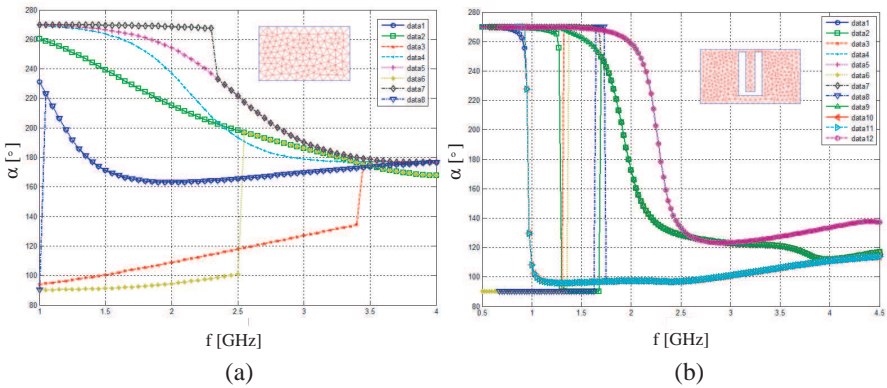 280
260
240
220
200
180
160
140
120
100
80
1
1.5
2
2.5
3
3.5
4
α [°]
f [GHz]
data1
data2
data3
data4
data5
data6
data7
data8
(a)
280
260
240
220
200
180
160
140
120
100
80
0.5
1
1.5
2
2.5
3
3.5
4
4.5
α [°]
f [GHz]
data1
data2
data3
data4
data5
data6
data7
data8
data9
data10
data11
data12
(b)